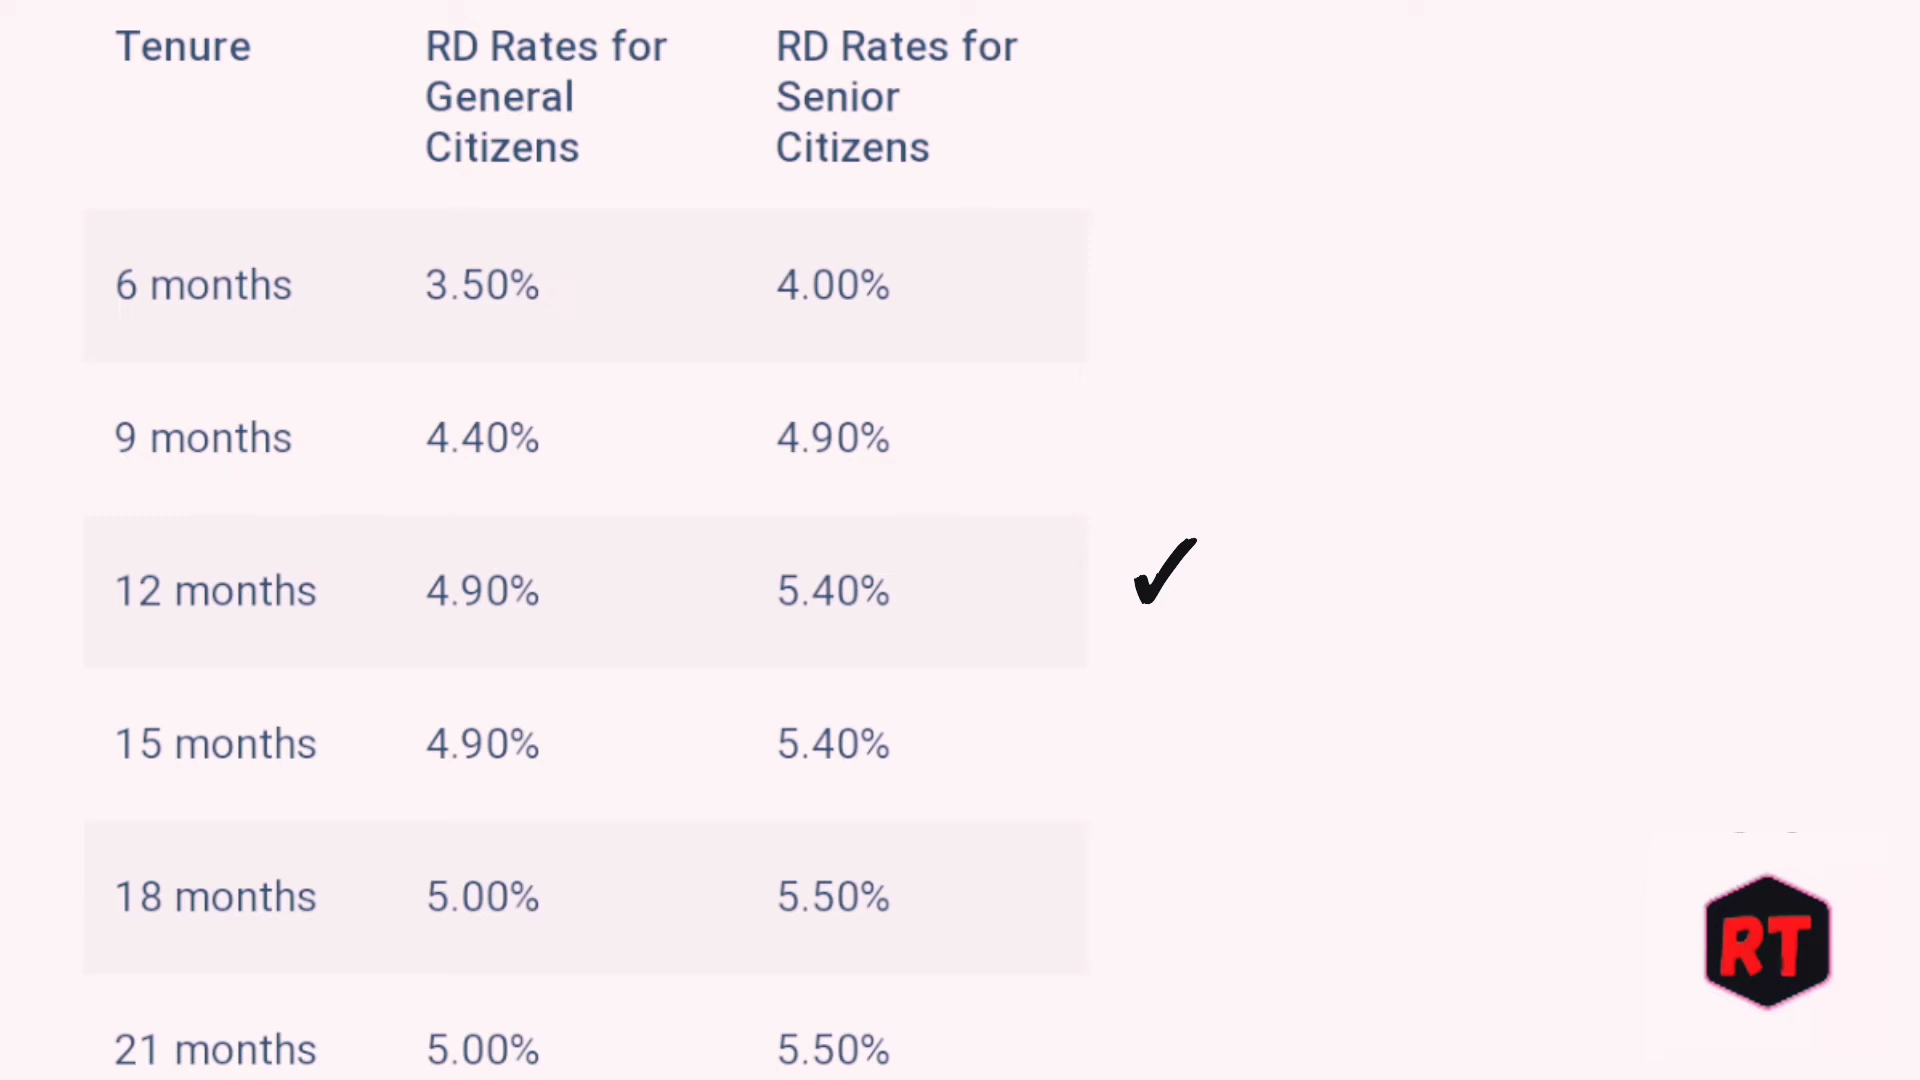 Tenure RD Rates for General Citizens RD Rates for Senior Citizens
6 months 3.50% 4.00%
9 months 4.40% 4.90%
12 months 4.90% 5.40%
15 months 4.90% 5.40%
18 months 5.00% 5.50%
21 months 5.00% 5.50%
RT